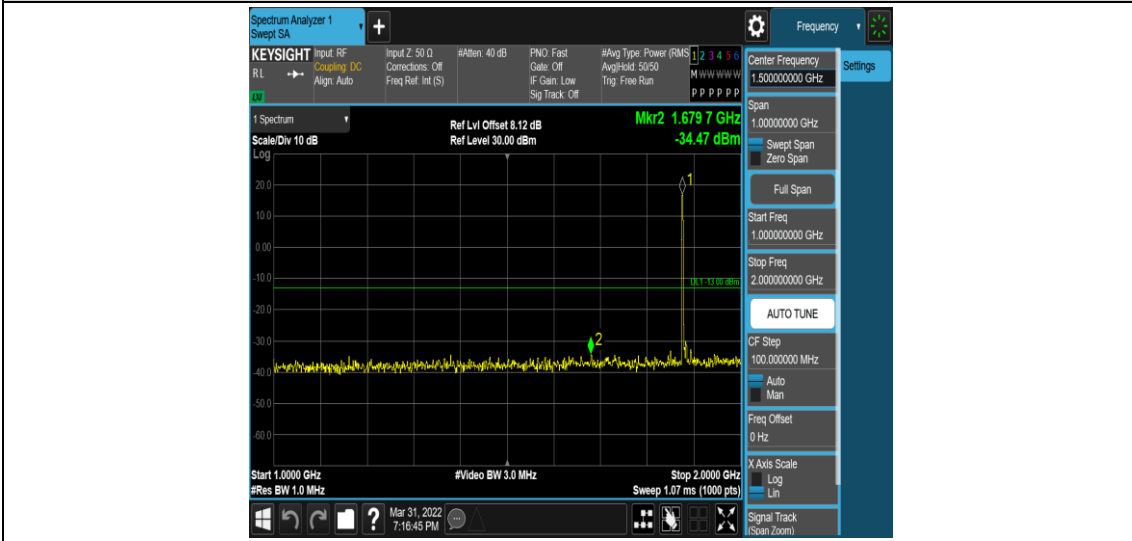 Spectrum Analyzer 1
Swept SA
+
Frequency
KEYSIGHT
RL
Input: RF
Coupling: DC
Align: Auto
Input Z: 50 Ω
Corrections: Off
Freq Ref: Int (S)
#Atten: 40 dB
PNO: Fast
Gate: Off
IF Gain: Low
Sig Track: Off
#Avg Type: Power (RMS
Avg|Hold: 50/50
Trig: Free Run
1 2 3 4 5 6
M W W W W W
P P P P P P
1 Spectrum
Scale/Div 10 dB
Log
Ref Lvl Offset 8.12 dB
Ref Level 30.00 dBm
Mkr2 1.679 7 GHz
-34.47 dBm
20.0
10.0
0.00
-10.0
-20.0
-30.0
-40.0
-50.0
-60.0
1
DL1 -13.00 dBm
2
Start 1.0000 GHz
#Res BW 1.0 MHz
#Video BW 3.0 MHz
Stop 2.0000 GHz
Sweep 1.07 ms (1000 pts)
Mar 31, 2022
7:16:45 PM
?
Center Frequency
1.500000000 GHz
Settings
Span
1.00000000 GHz
Swept Span
Zero Span
Full Span
Start Freq
1.000000000 GHz
Stop Freq
2.000000000 GHz
AUTO TUNE
CF Step
100.000000 MHz
Auto
Man
Freq Offset
0 Hz
X Axis Scale
Log
Lin
Signal Track
(Span Zoom)